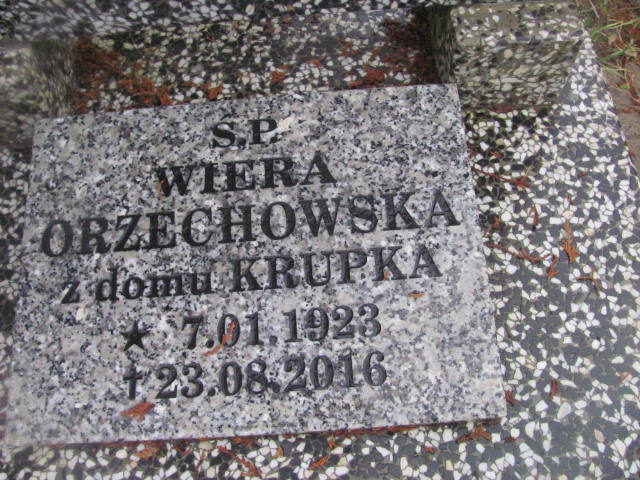 Ś.P.
WIERA
ORZECHOWSKA
z domu KRUPKA
★ 7.01.1923
† 23.08.2016